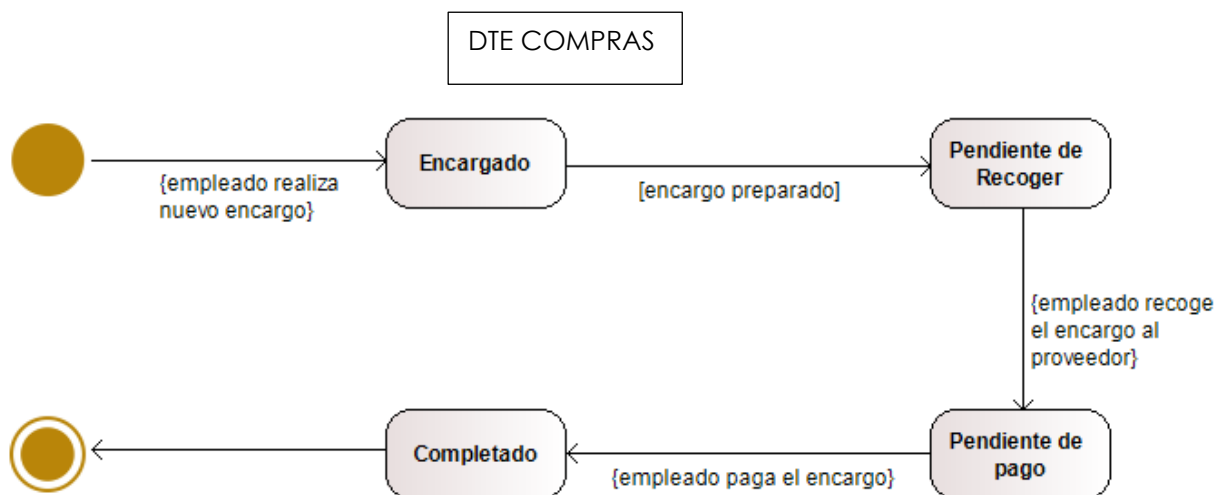 DTE COMPRAS
Encargado
Pendiente de
Recoger
{empleado realiza
nuevo encargo}
[encargo preparado]
{empleado recoge
el encargo al
proveedor}
Completado
Pendiente de
pago
{empleado paga el encargo}